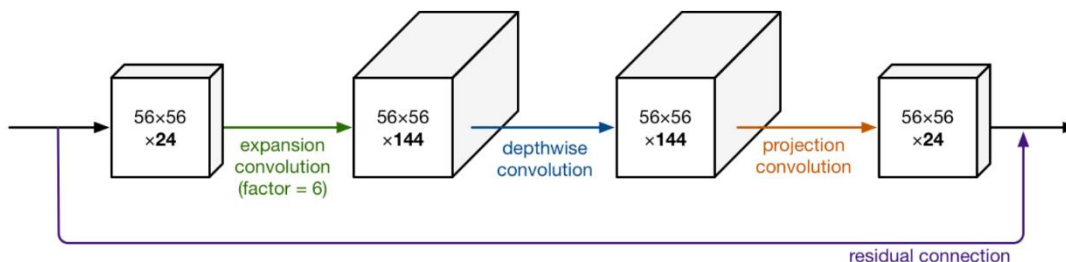 56×56
×24
expansion
convolution
(factor = 6)
56×56
×144
depthwise
convolution
56×56
×144
projection
convolution
56×56
×24
residual connection